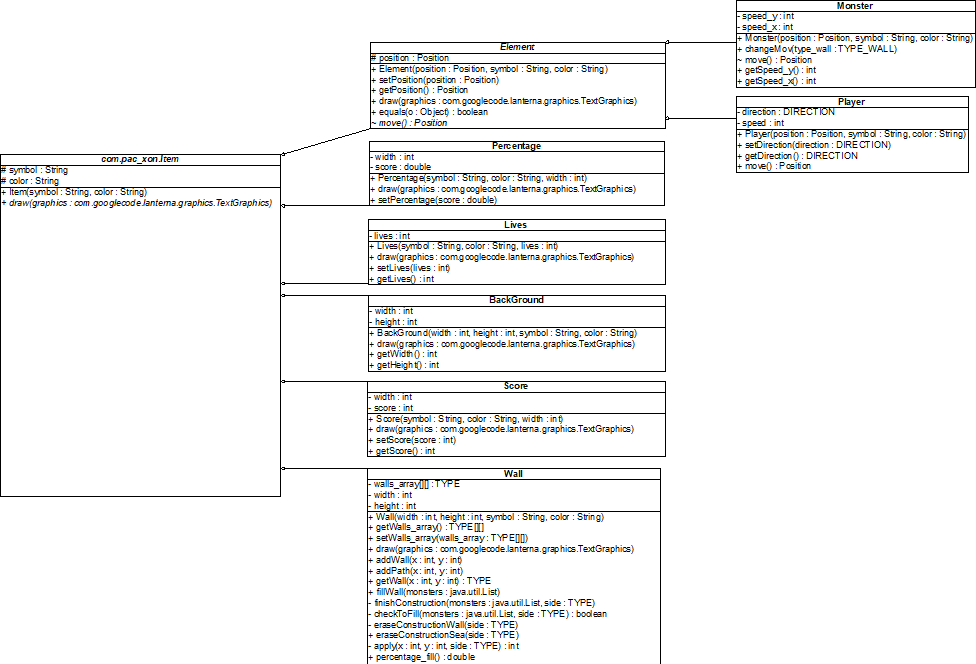 Monster
- speed_y : int
- speed_x : int
+ Monster(position : Position, symbol : String, color : String)
+ changeMov(type_wall : TYPE_WALL)
~ move() : Position
+ getSpeed_y() : int
+ getSpeed_x() : int
Element
# position : Position
+ Element(position : Position, symbol : String, color : String)
+ setPosition(position : Position)
+ getPosition() : Position
+ draw(graphics : com.googlecode.lanterna.graphics.TextGraphics)
+ equals(o : Object) : boolean
~ move() : Position
Player
- direction : DIRECTION
- speed : int
+ Player(position : Position, symbol : String, color : String)
+ setDirection(direction : DIRECTION)
+ getDirection() : DIRECTION
+ move() : Position
com.pac_xon.Item
# symbol : String
# color : String
+ Item(symbol : String, color : String)
+ draw(graphics : com.googlecode.lanterna.graphics.TextGraphics)
Percentage
- width : int
- score : double
+ Percentage(symbol : String, color : String, width : int)
+ draw(graphics : com.googlecode.lanterna.graphics.TextGraphics)
+ setPercentage(score : double)
Lives
- lives : int
+ Lives(symbol : String, color : String, lives : int)
+ draw(graphics : com.googlecode.lanterna.graphics.TextGraphics)
+ setLives(lives : int)
+ getLives() : int
BackGround
- width : int
- height : int
+ BackGround(width : int, height : int, symbol : String, color : String)
+ draw(graphics : com.googlecode.lanterna.graphics.TextGraphics)
+ getWidth() : int
+ getHeight() : int
Score
- width : int
- score : int
+ Score(symbol : String, color : String, width : int)
+ draw(graphics : com.googlecode.lanterna.graphics.TextGraphics)
+ setScore(score : int)
+ getScore() : int
Wall
- walls_array[][] : TYPE
- width : int
- height : int
+ Wall(width : int, height : int, symbol : String, color : String)
+ getWalls_array() : TYPE[][]
+ setWalls_array(walls_array : TYPE[][])
+ draw(graphics : com.googlecode.lanterna.graphics.TextGraphics)
+ addWall(x : int, y : int)
+ addPath(x : int, y : int)
+ getWall(x : int, y : int) : TYPE
+ fillWall(monsters : java.util.List)
- finishConstruction(monsters : java.util.List, side : TYPE)
- checkToFill(monsters : java.util.List, side : TYPE) : boolean
- eraseConstructionWall(side : TYPE)
+ eraseConstructionSea(side : TYPE)
- apply(x : int, y : int, side : TYPE) : int
+ percentage_fill() : double